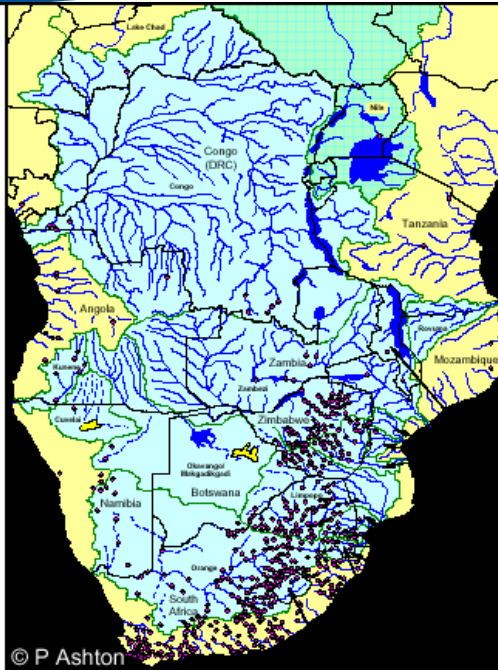 Lake Chad
Nile
Congo
(DRC)
Congo
Tanzania
Angola
Rovuma
Zambia
Mozambique
Kunene
Zambezi
Cuvelai
Zimbabwe
Okavango/
Makgadikgadi
Botswana
Limpopo
Namibia
Orange
South
Africa
© P Ashton